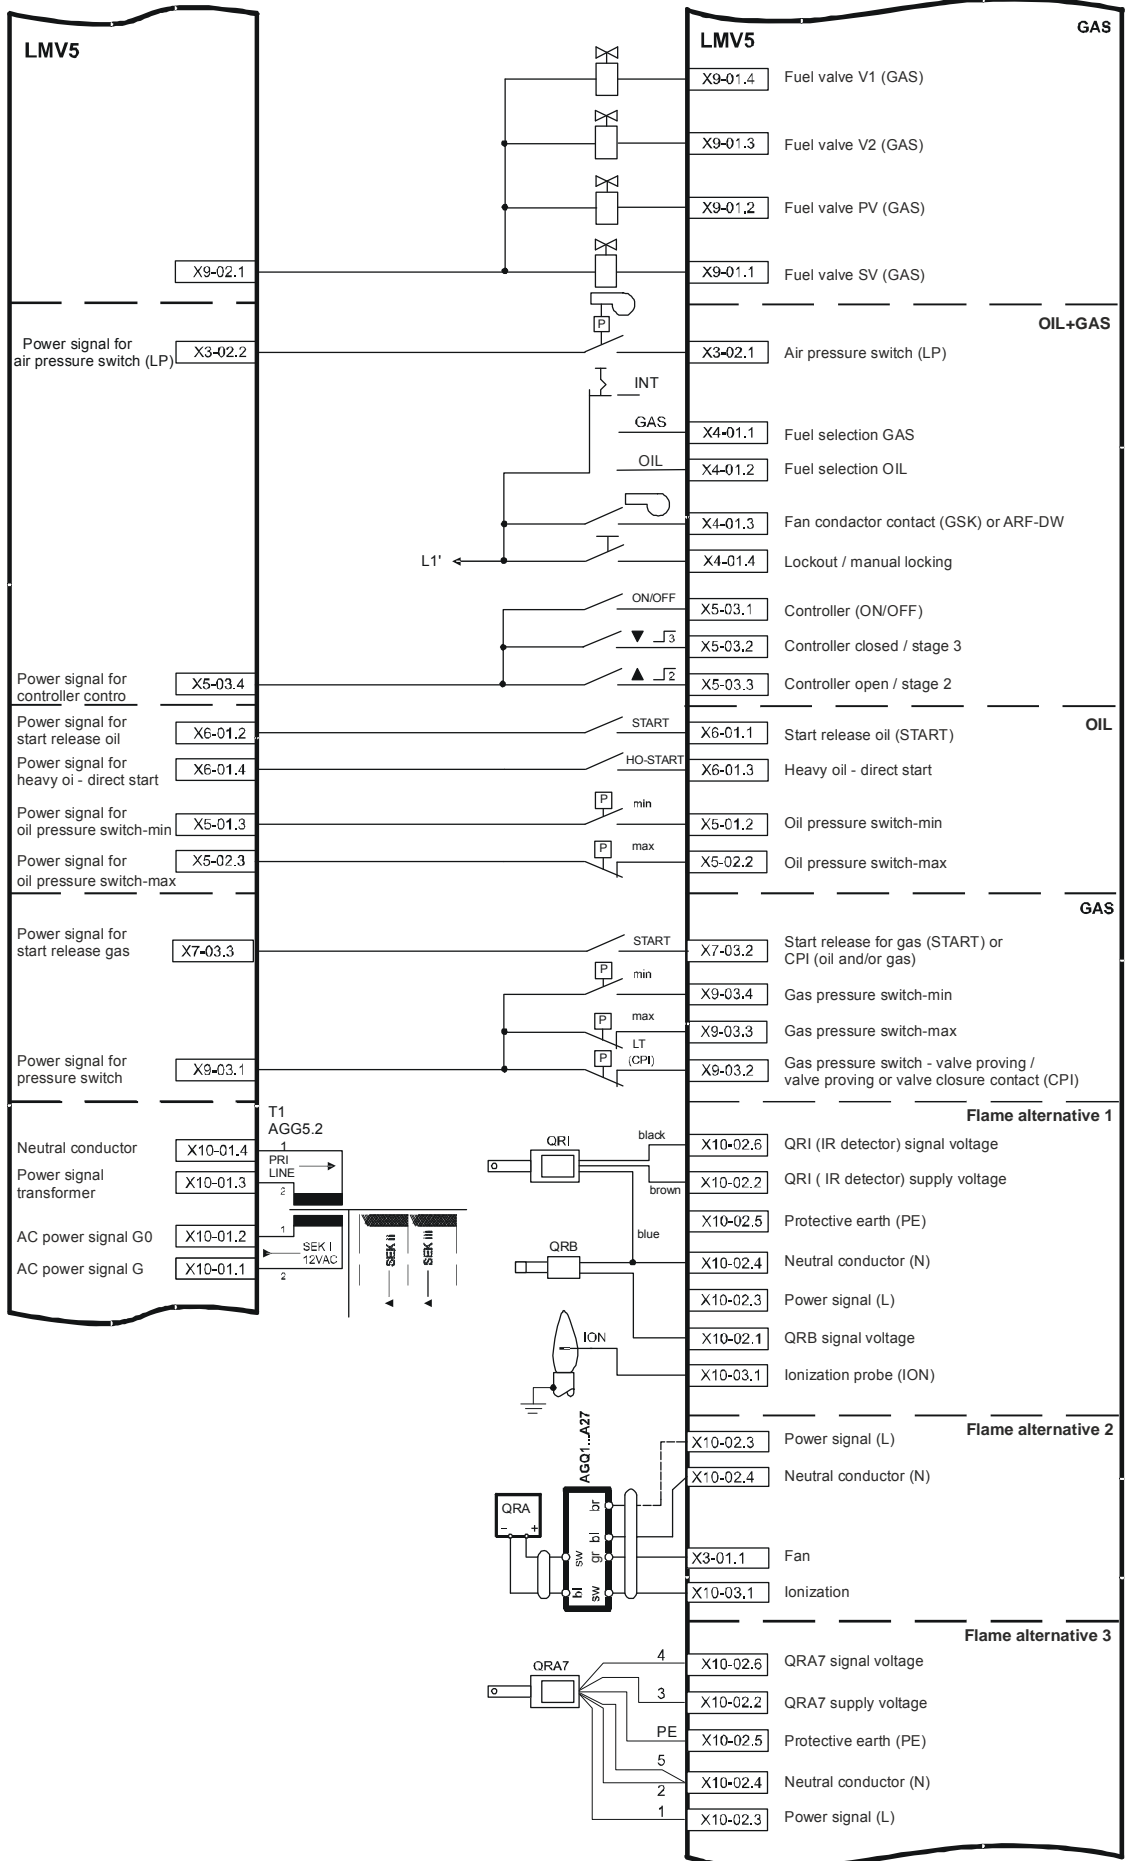 LMV5
LMV5
GAS
X9-01.4 Fuel valve V1 (GAS)
X9-01.3 Fuel valve V2 (GAS)
X9-01.2 Fuel valve PV (GAS)
X9-02.1
X9-01.1 Fuel valve SV (GAS)
OIL+GAS
Power signal for
air pressure switch (LP)
X3-02.2
P
X3-02.1 Air pressure switch (LP)
INT
GAS X4-01.1 Fuel selection GAS
OIL X4-01.2 Fuel selection OIL
X4-01.3 Fan condactor contact (GSK) or ARF-DW
L1'
X4-01.4 Lockout / manual locking
ON/OFF X5-03.1 Controller (ON/OFF)
3 X5-03.2 Controller closed / stage 3
Power signal for
controller contro
X5-03.4
2 X5-03.3 Controller open / stage 2
OIL
Power signal for
start release oil
X6-01.2
START X6-01.1 Start release oil (START)
Power signal for
heavy oi - direct start
X6-01.4
HO-START X6-01.3 Heavy oil - direct start
Power signal for
oil pressure switch-min
X5-01.3
P min X5-01.2 Oil pressure switch-min
Power signal for
oil pressure switch-max
X5-02.3
P max X5-02.2 Oil pressure switch-max
GAS
Power signal for
start release gas
X7-03.3
START X7-03.2 Start release for gas (START) or
CPI (oil and/or gas)
P min X9-03.4 Gas pressure switch-min
P max X9-03.3 Gas pressure switch-max
Power signal for
pressure switch
X9-03.1
P LT
(CPI)
X9-03.2 Gas pressure switch - valve proving /
valve proving or valve closure contact (CPI)
T1
AGG5.2
Neutral conductor X10-01.4
1
PRI
LINE
Power signal
transformer
X10-01.3
2
AC power signal G0 X10-01.2
1
SEK I
12VAC
AC power signal G X10-01.1
2
SEK ii
SEK iii
Flame alternative 1
QRI
black X10-02.6 QRI (IR detector) signal voltage
brown X10-02.2 QRI ( IR detector) supply voltage
X10-02.5 Protective earth (PE)
blue
QRB
X10-02.4 Neutral conductor (N)
X10-02.3 Power signal (L)
X10-02.1 QRB signal voltage
ION
X10-03.1 Ionization probe (ION)
Flame alternative 2
AGQ1...A27
X10-02.3 Power signal (L)
X10-02.4 Neutral conductor (N)
QRA
- +
br
bl
sw gr
bl sw
X3-01.1 Fan
X10-03.1 Ionization
Flame alternative 3
QRA7
4 X10-02.6 QRA7 signal voltage
3 X10-02.2 QRA7 supply voltage
PE X10-02.5 Protective earth (PE)
5
2
X10-02.4 Neutral conductor (N)
1 X10-02.3 Power signal (L)